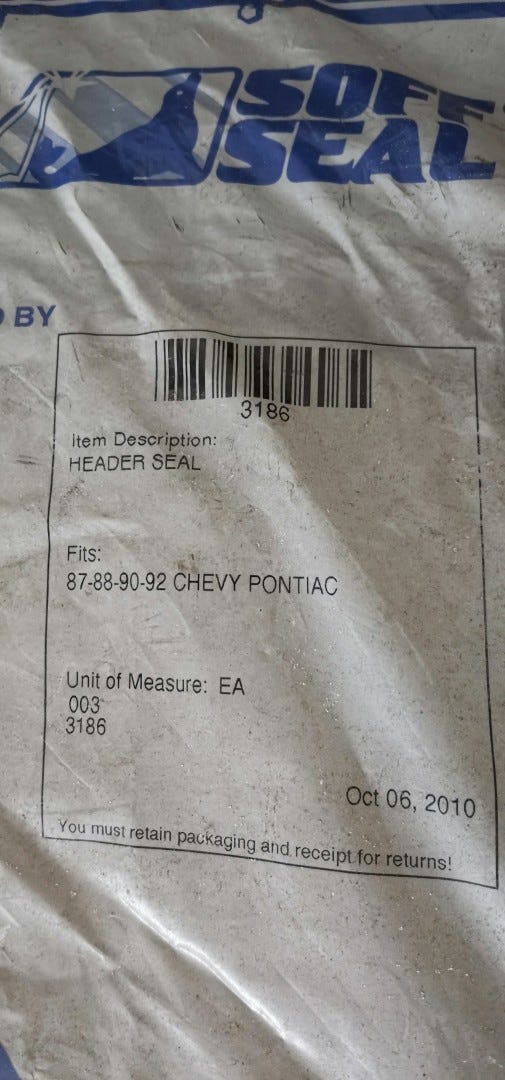 SOFF
SEAL
BY
3186
Item Description:
HEADER SEAL
Fits:
87-88-90-92 CHEVY PONTIAC
Unit of Measure: EA
003
3186
Oct 06, 2010
You must retain packaging and receipt for returns!